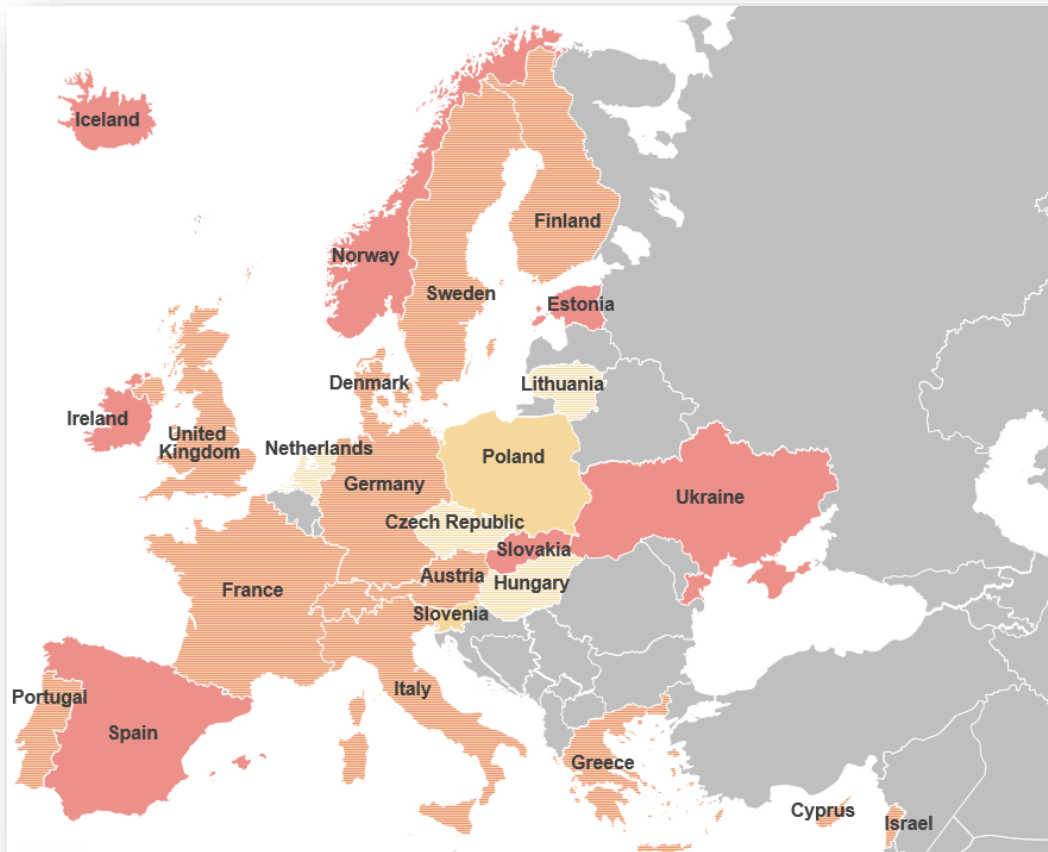 Iceland
Norway
Finland
Sweden
Estonia
Denmark
Lithuania
Ireland
United
Kingdom
Netherlands
Poland
Germany
Ukraine
Czech Republic
Slovakia
Austria
Hungary
France
Slovenia
Portugal
Italy
Spain
Greece
Cyprus
Israel